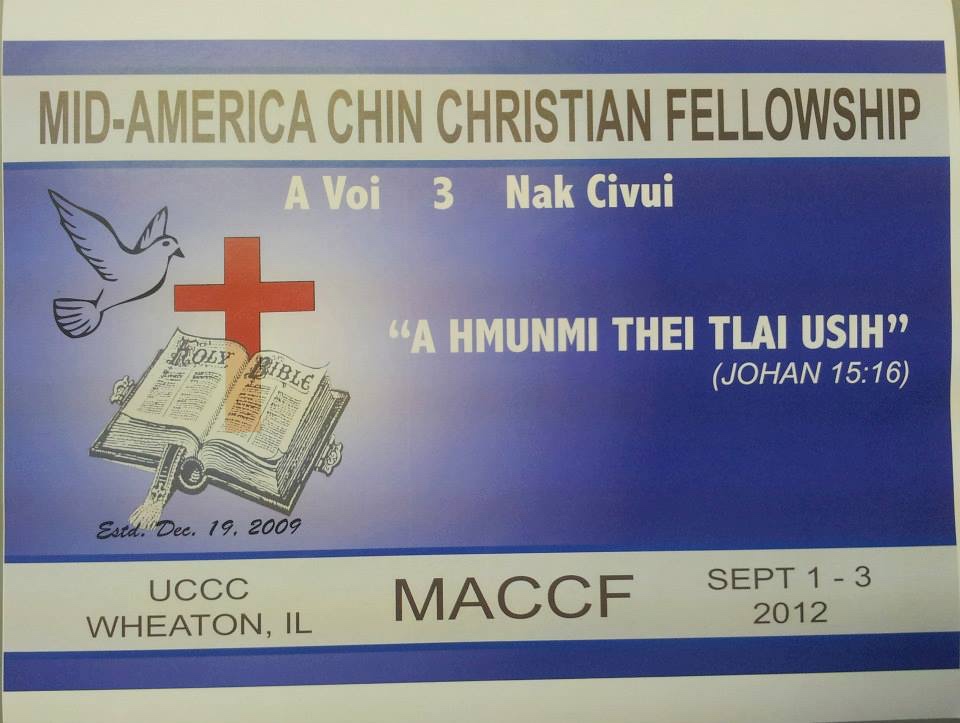 MID-AMERICA CHIN CHRISTIAN FELLOWSHIP
A Voi 3 Nak Civui
"A HMUNMI THEI TLAI USIH"
(JOHAN 15:16)
HOLY BIBLE
Estd. Dec. 19, 2009
UCCC
WHEATON, IL
MACCF
SEPT 1 - 3
2012